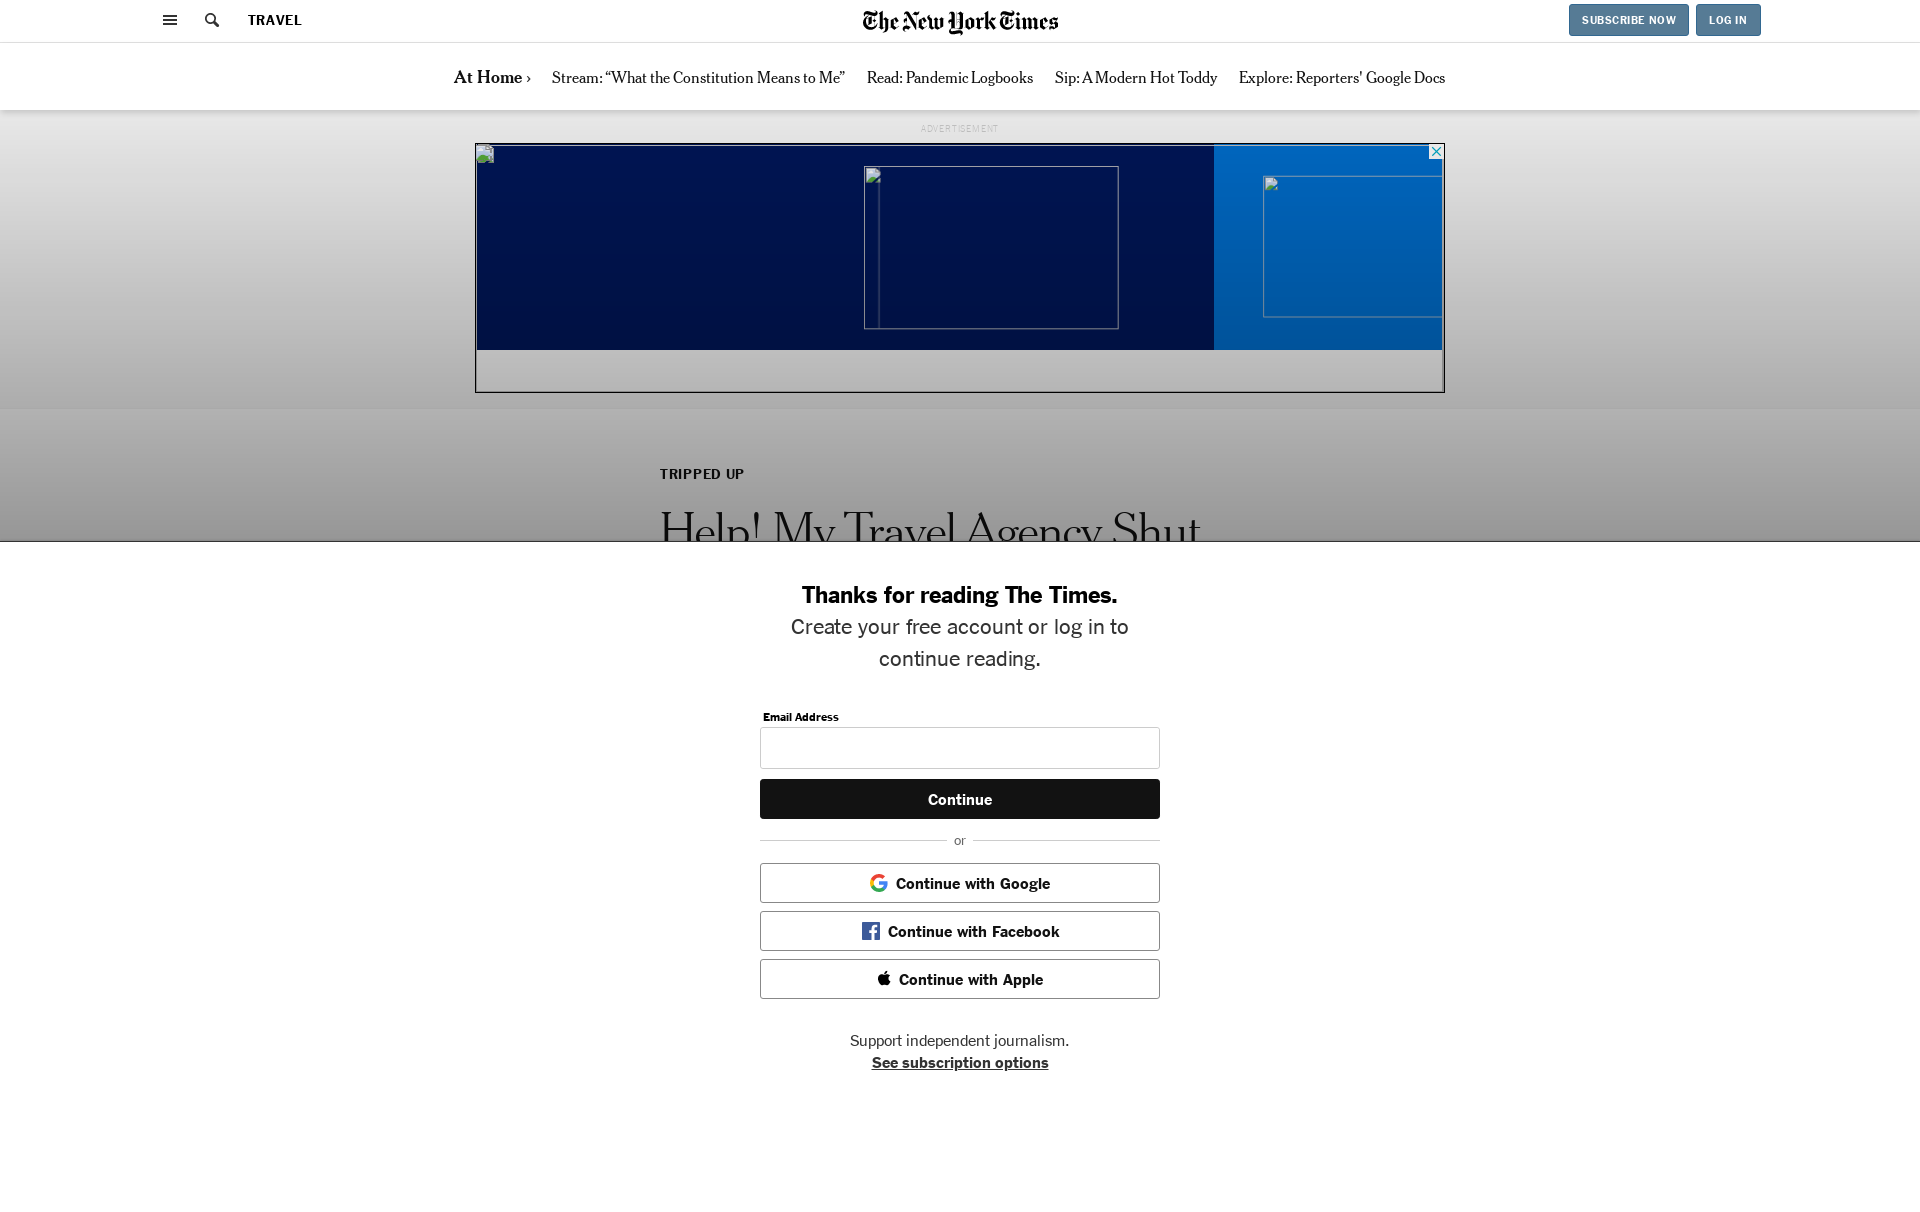 TRAVEL
The New York Times
SUBSCRIBE NOW
LOG IN
At Home ›
Stream: “What the Constitution Means to Me”
Read: Pandemic Logbooks
Sip: A Modern Hot Toddy
Explore: Reporters' Google Docs
ADVERTISEMENT
TRIPPED UP
Help! My Travel Agency Shut
Thanks for reading The Times.
Create your free account or log in to
continue reading.
Email Address
Continue
or
Continue with Google
Continue with Facebook
Continue with Apple
Support independent journalism.
See subscription options